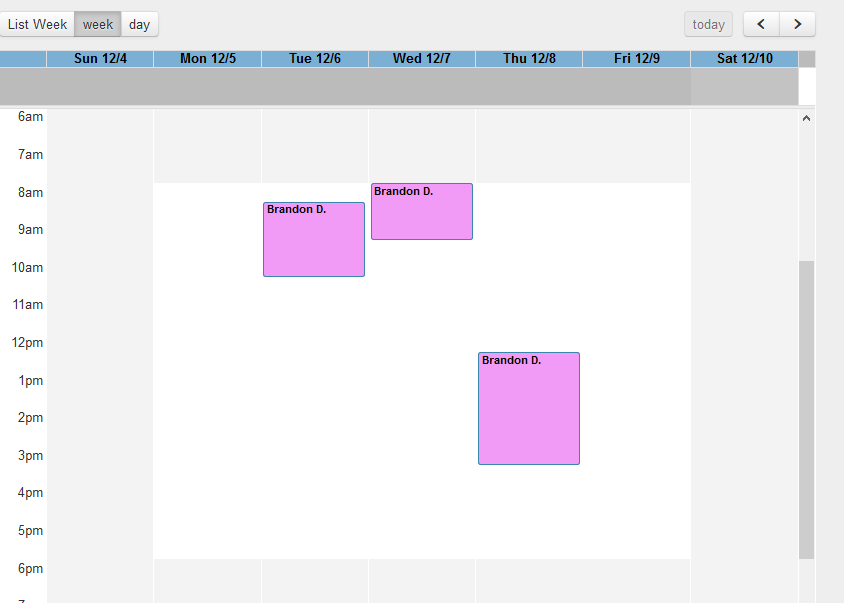 List Week week day today
Sun 12/4 Mon 12/5 Tue 12/6 Wed 12/7 Thu 12/8 Fri 12/9 Sat 12/10
6am
7am
8am
Brandon D.
Brandon D.
9am
10am
11am
12pm
Brandon D.
1pm
2pm
3pm
4pm
5pm
6pm